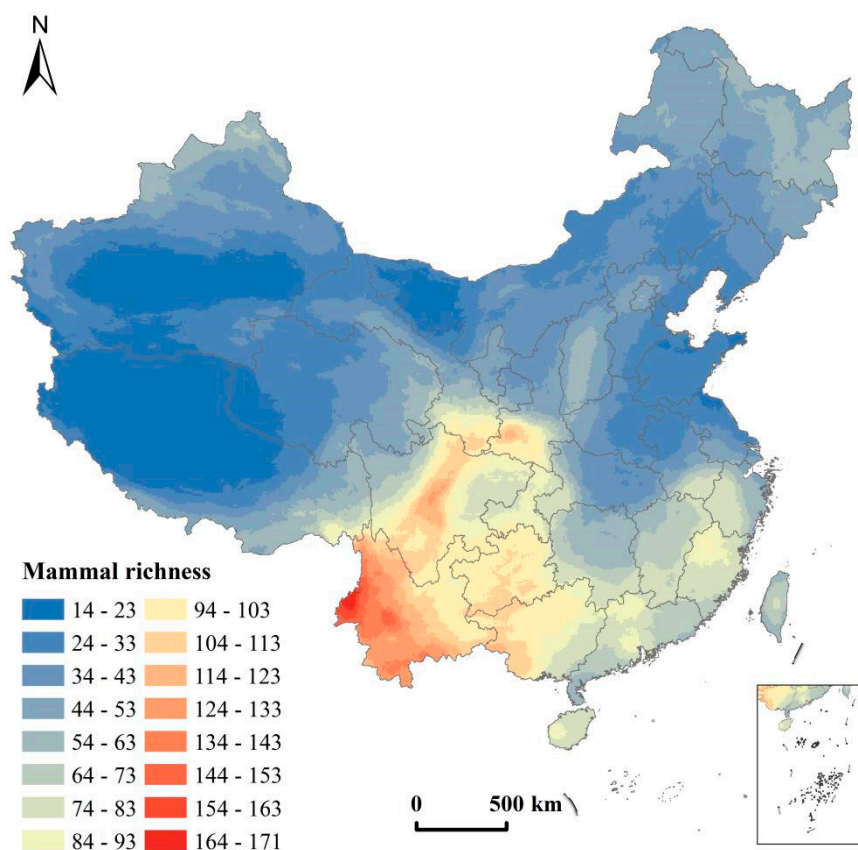 N
Mammal richness
14 - 23 94 - 103
24 - 33 104 - 113
34 - 43 114 - 123
44 - 53 124 - 133
54 - 63 134 - 143
64 - 73 144 - 153
74 - 83 154 - 163
84 - 93 164 - 171
0 500 km